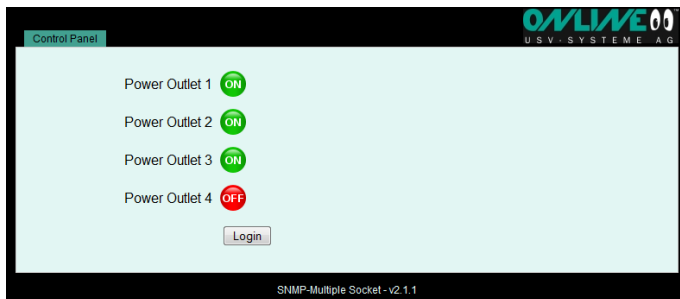 ONLINE
USV-SYSTEME AG
Control Panel
Power Outlet 1 ON
Power Outlet 2 ON
Power Outlet 3 ON
Power Outlet 4 OFF
Login
SNMP-Multiple Socket - v2.1.1